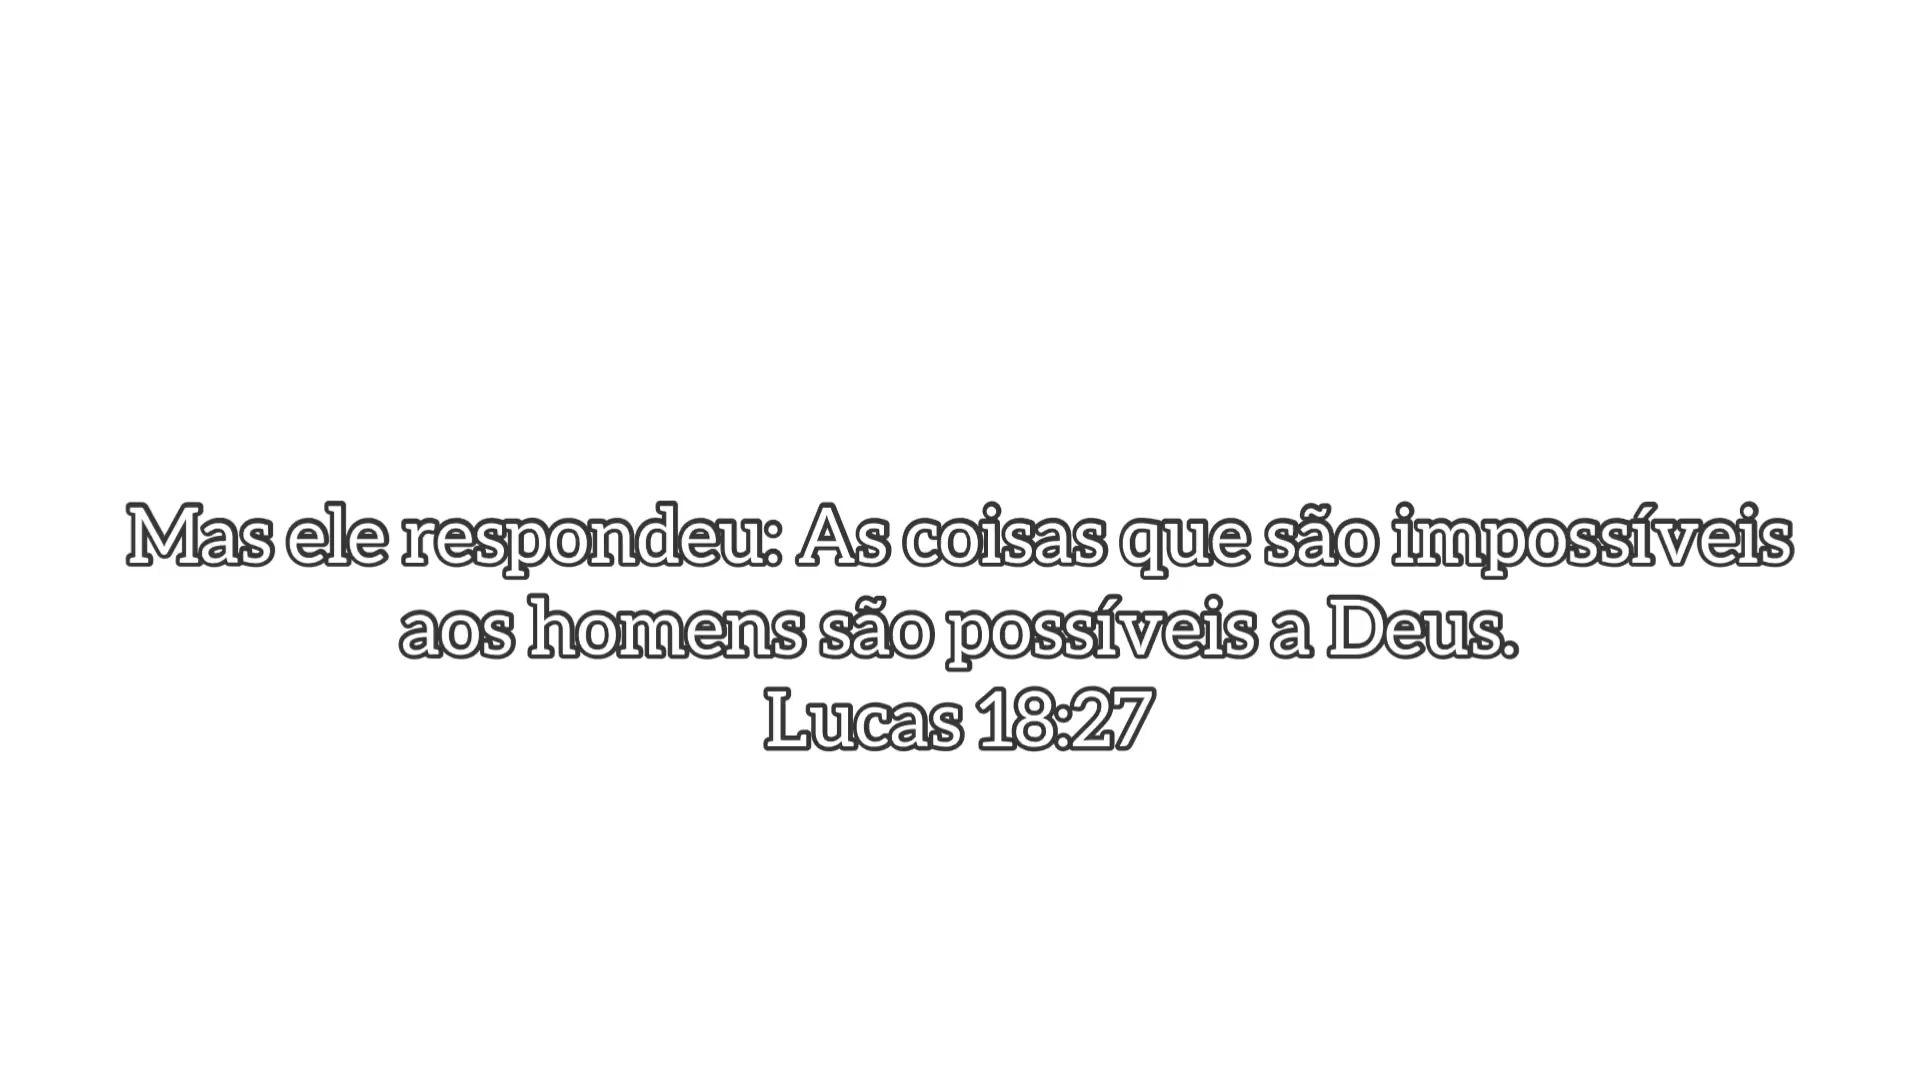 Mas ele respondeu: As coisas que são impossíveis
aos homens são possíveis a Deus.
Lucas 18:27